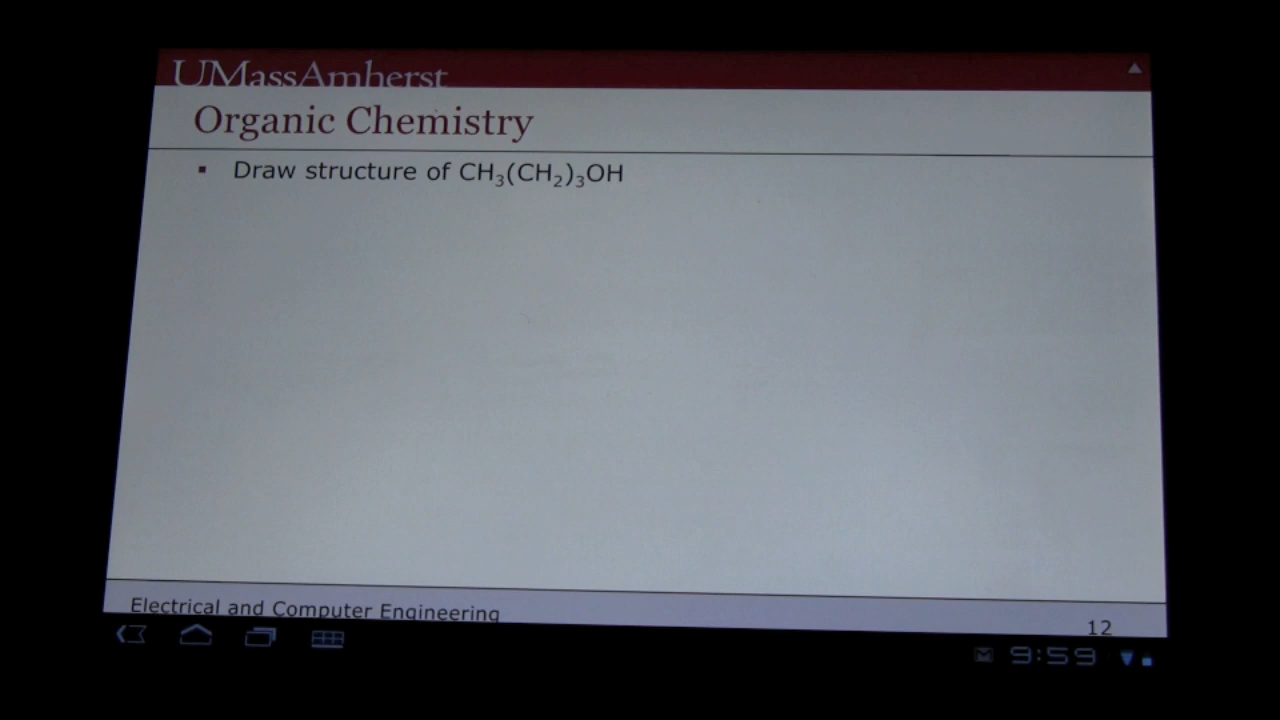 UMassAmherst
Organic Chemistry
▪ Draw structure of CH₃(CH₂)₃OH
Electrical and Computer Engineering
12
9:59